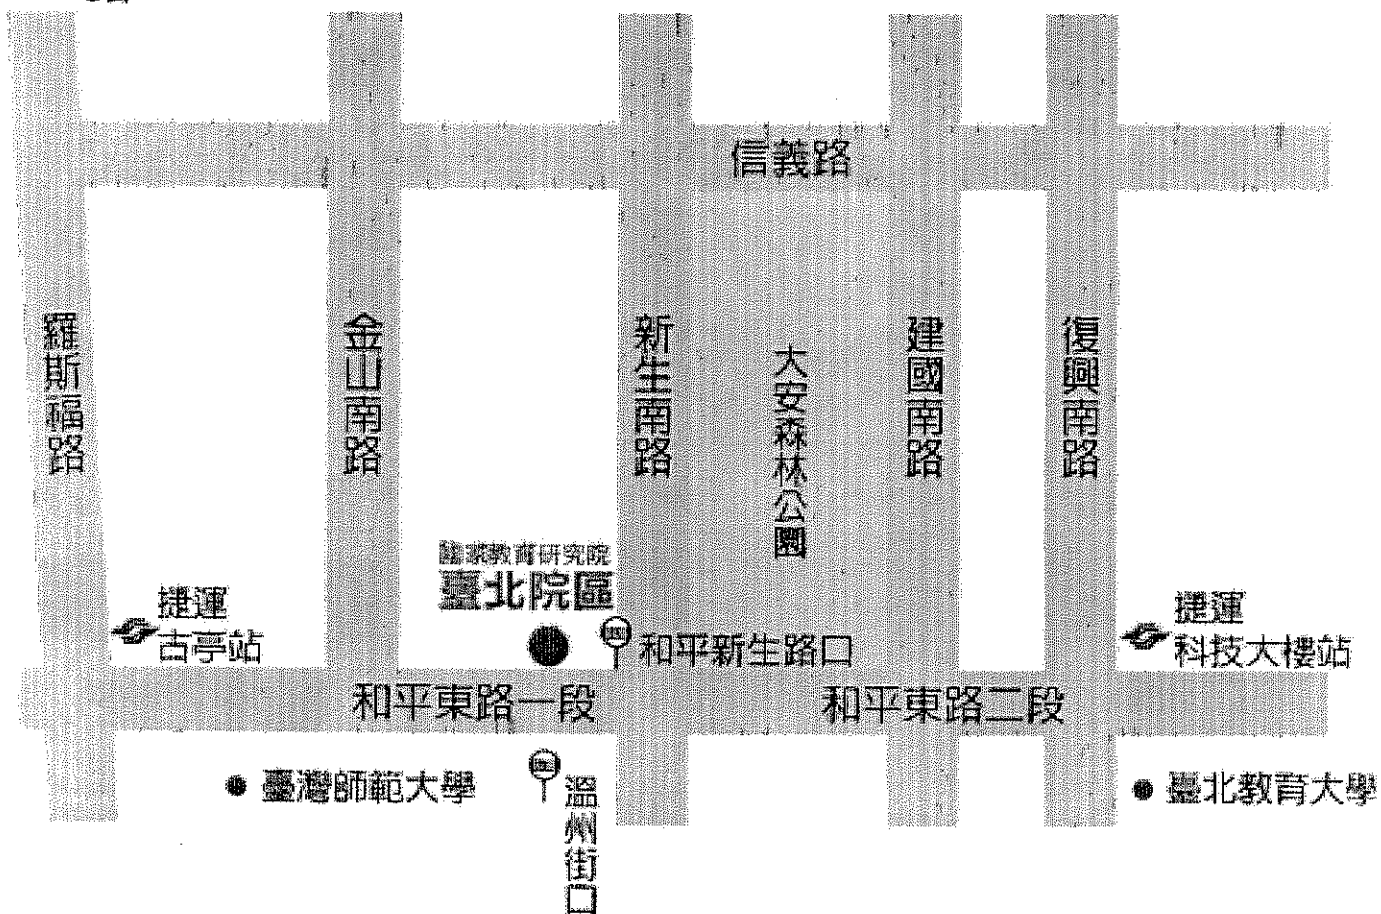 信義路
羅斯福路
金山南路
新生南路
大安森林公園
建國南路
復興南路
國家教育研究院
臺北院區
捷運
古亭站
和平新生路口
捷運
科技大樓站
和平東路一段
和平東路二段
臺灣師範大學
溫州街口
臺北教育大學